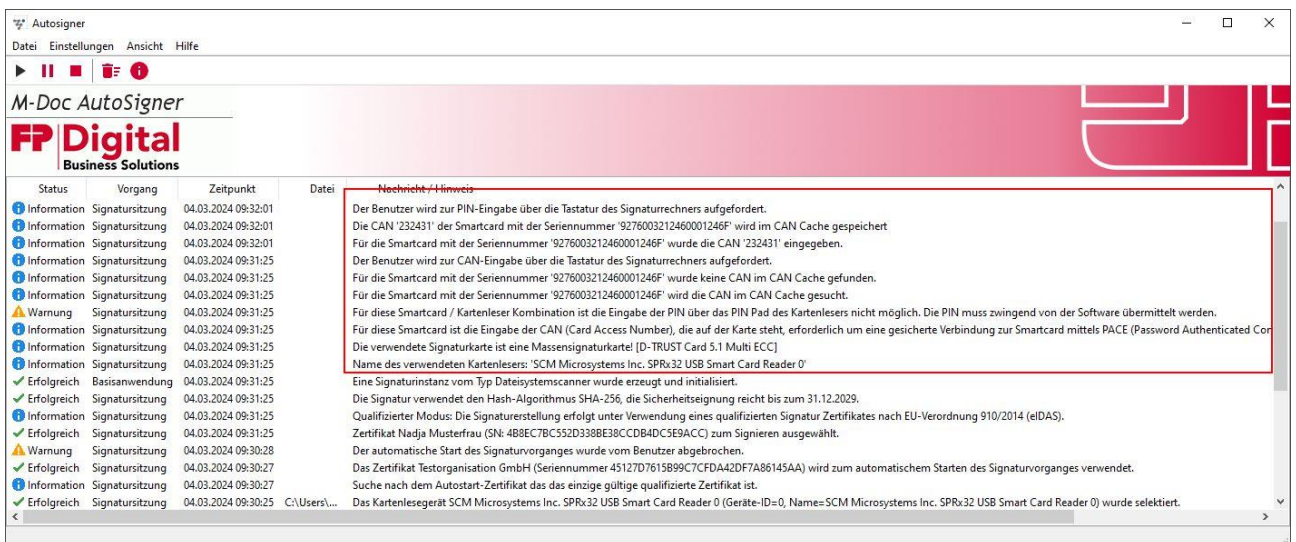 Autosigner
Datei Einstellungen Ansicht Hilfe
M-Doc AutoSigner
FP Digital
Business Solutions
Status Vorgang Zeitpunkt Datei Nachricht / Hinweis
Information Signatursitzung 04.03.2024 09:32:01 Der Benutzer wird zur PIN-Eingabe über die Tastatur des Signaturrechners aufgefordert.
Information Signatursitzung 04.03.2024 09:32:01 Die CAN '232431' der Smartcard mit der Seriennummer '9276003212460001246F' wird im CAN Cache gespeichert
Information Signatursitzung 04.03.2024 09:32:01 Für die Smartcard mit der Seriennummer '9276003212460001246F' wurde die CAN '232431' eingegeben.
Information Signatursitzung 04.03.2024 09:31:25 Der Benutzer wird zur CAN-Eingabe über die Tastatur des Signaturrechners aufgefordert.
Information Signatursitzung 04.03.2024 09:31:25 Für die Smartcard mit der Seriennummer '9276003212460001246F' wurde keine CAN im CAN Cache gefunden.
Information Signatursitzung 04.03.2024 09:31:25 Für die Smartcard mit der Seriennummer '9276003212460001246F' wird die CAN im CAN Cache gesucht.
Warnung Signatursitzung 04.03.2024 09:31:25 Für diese Smartcard / Kartenleser Kombination ist die Eingabe der PIN über das PIN Pad des Kartenlesers nicht möglich. Die PIN muss zwingend von der Software übermittelt werden.
Information Signatursitzung 04.03.2024 09:31:25 Für diese Smartcard ist die Eingabe der CAN (Card Access Number), die auf der Karte steht, erforderlich um eine gesicherte Verbindung zur Smartcard mittels PACE (Password Authenticated Con
Information Signatursitzung 04.03.2024 09:31:25 Die verwendete Signaturkarte ist eine Massensignaturkarte! [D-TRUST Card 5.1 Multi ECC]
Information Signatursitzung 04.03.2024 09:31:25 Name des verwendeten Kartenlesers: 'SCM Microsystems Inc. SPRx32 USB Smart Card Reader 0'
Erfolgreich Basisanwendung 04.03.2024 09:31:25 Eine Signaturinstanz vom Typ Dateisystemscanner wurde erzeugt und initialisiert.
Erfolgreich Signatursitzung 04.03.2024 09:31:25 Die Signatur verwendet den Hash-Algorithmus SHA-256, die Sicherheitseignung reicht bis zum 31.12.2029.
Information Signatursitzung 04.03.2024 09:31:25 Qualifizierter Modus: Die Signaturerstellung erfolgt unter Verwendung eines qualifizierten Signatur Zertifikates nach EU-Verordnung 910/2014 (eIDAS).
Erfolgreich Signatursitzung 04.03.2024 09:31:25 Zertifikat Nadja Musterfrau (SN: 4B8EC7BC552D338BE38CCDB4DC5E9ACC) zum Signieren ausgewählt.
Warnung Signatursitzung 04.03.2024 09:30:28 Der automatische Start des Signaturvorganges wurde vom Benutzer abgebrochen.
Erfolgreich Signatursitzung 04.03.2024 09:30:27 Das Zertifikat Testorganisation GmbH (Seriennummer 45127D7615B99C7CFDA42DF7A86145AA) wird zum automatischem Starten des Signaturvorganges verwendet.
Information Signatursitzung 04.03.2024 09:30:27 Suche nach dem Autostart-Zertifikat das das einzige gültige qualifizierte Zertifikat ist.
Erfolgreich Signatursitzung 04.03.2024 09:30:25 C:\Users\... Das Kartenlesegerät SCM Microsystems Inc. SPRx32 USB Smart Card Reader 0 (Geräte-ID=0, Name=SCM Microsystems Inc. SPRx32 USB Smart Card Reader 0) wurde selektiert.